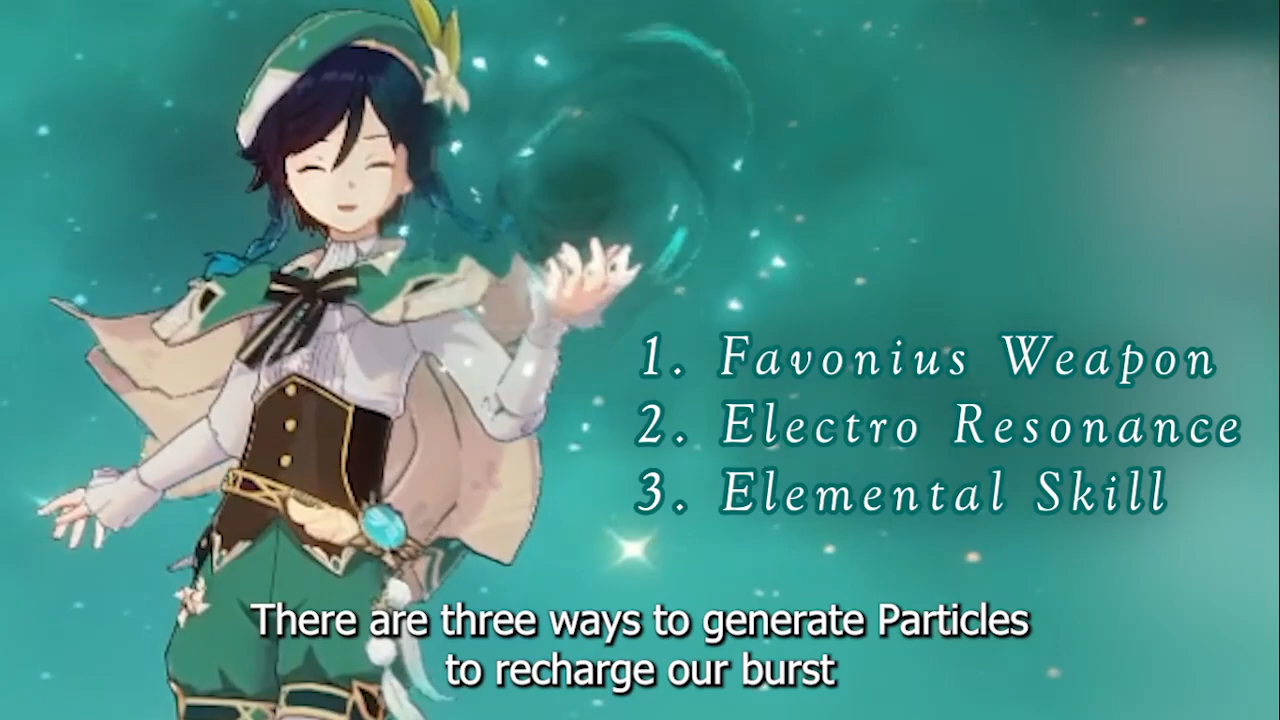 1. Favonius Weapon
2. Electro Resonance
3. Elemental Skill
There are three ways to generate Particles
to recharge our burst